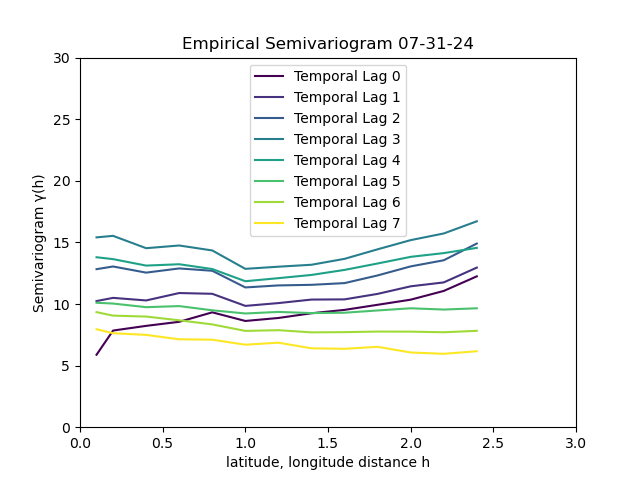 Empirical Semivariogram 07-31-24
Semivariogram γ(h)
30
25
20
15
10
5
0
Temporal Lag 0
Temporal Lag 1
Temporal Lag 2
Temporal Lag 3
Temporal Lag 4
Temporal Lag 5
Temporal Lag 6
Temporal Lag 7
0.0 0.5 1.0 1.5 2.0 2.5 3.0
latitude, longitude distance h